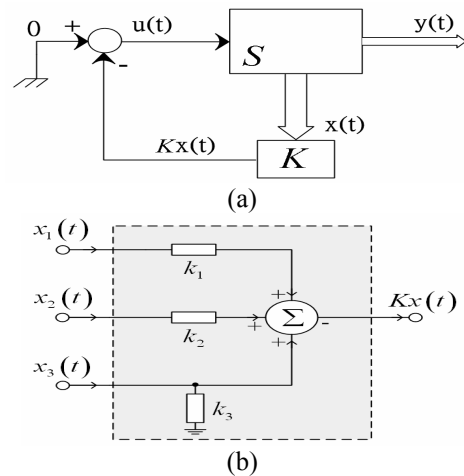 0
+
u(t)
S
y(t)
-
x(t)
Kx(t)
K
(a)
x₁(t)
k₁
x₂(t)
k₂
+
+
+
Σ
-
Kx(t)
x₃(t)
k₃
(b)